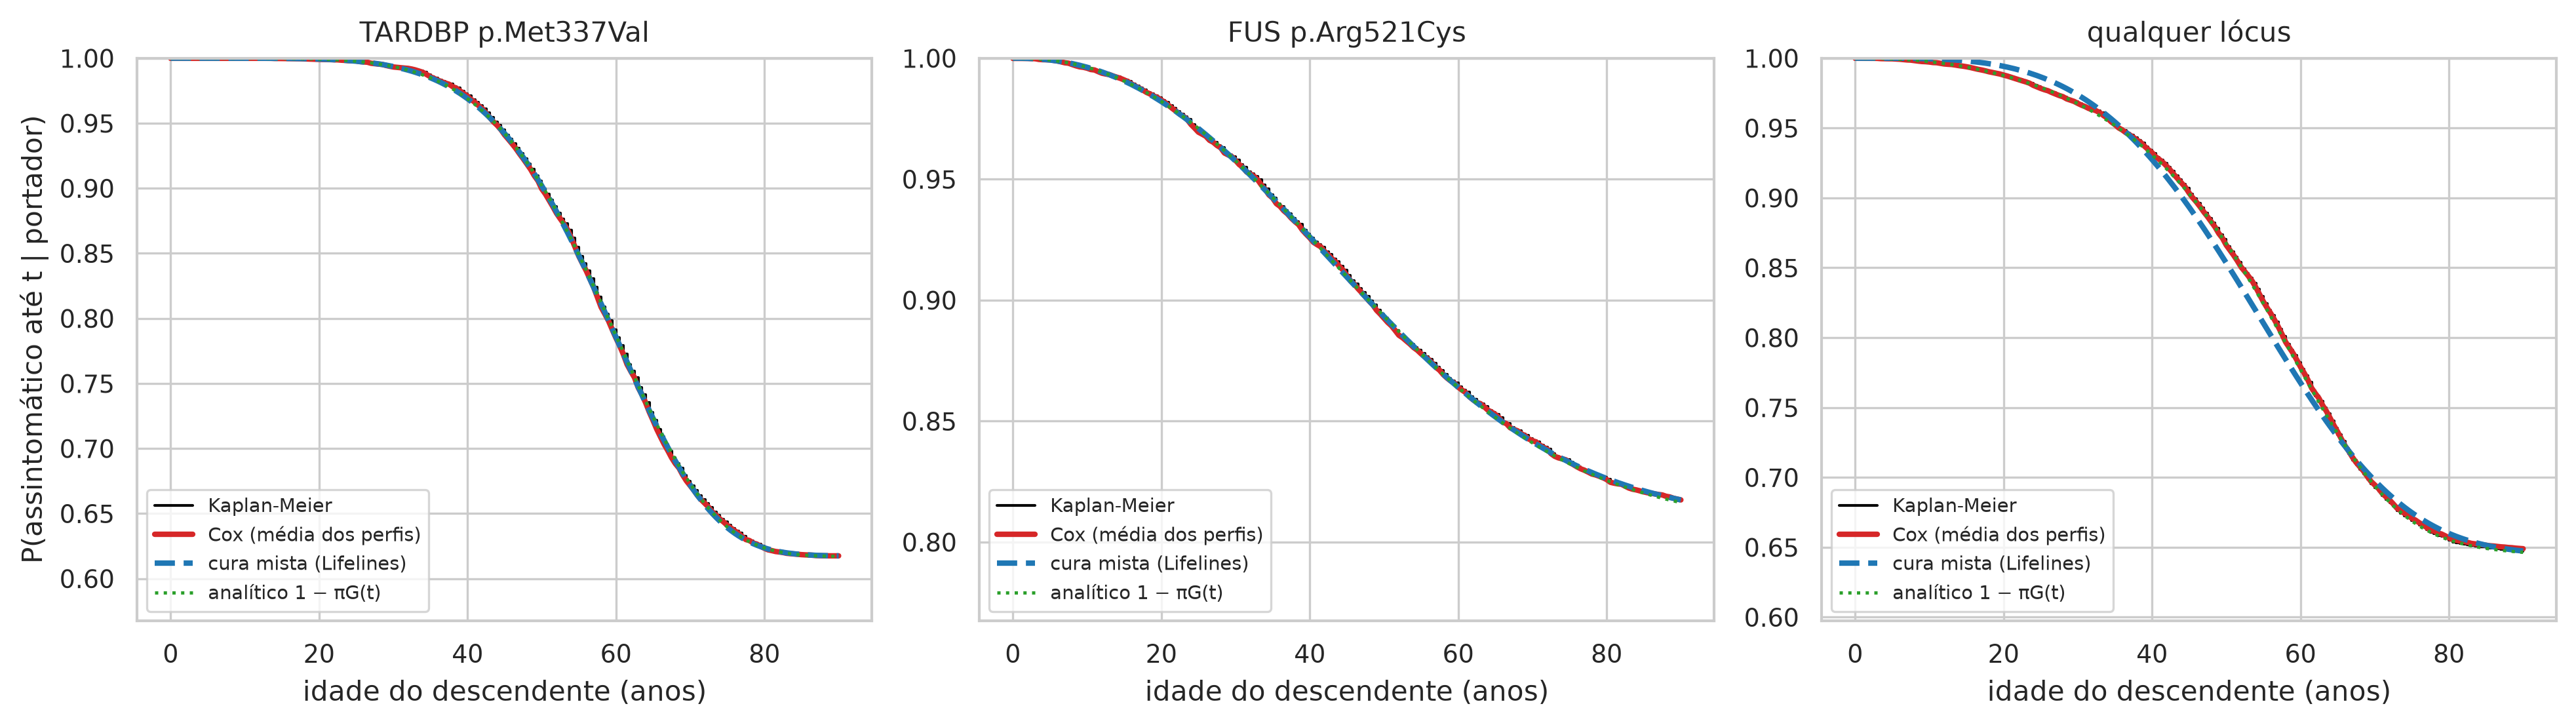 TARDBP p.Met337Val
P(assintomático até t | portador)
1.00
0.95
0.90
0.85
0.80
0.75
0.70
0.65
0.60
Kaplan-Meier
Cox (média dos perfis)
cura mista (Lifelines)
analítico 1 − πG(t)
0 20 40 60 80
idade do descendente (anos)
FUS p.Arg521Cys
1.00
0.95
0.90
0.85
0.80
Kaplan-Meier
Cox (média dos perfis)
cura mista (Lifelines)
analítico 1 − πG(t)
0 20 40 60 80
idade do descendente (anos)
qualquer lócus
1.00
0.95
0.90
0.85
0.80
0.75
0.70
0.65
0.60
Kaplan-Meier
Cox (média dos perfis)
cura mista (Lifelines)
analítico 1 − πG(t)
0 20 40 60 80
idade do descendente (anos)